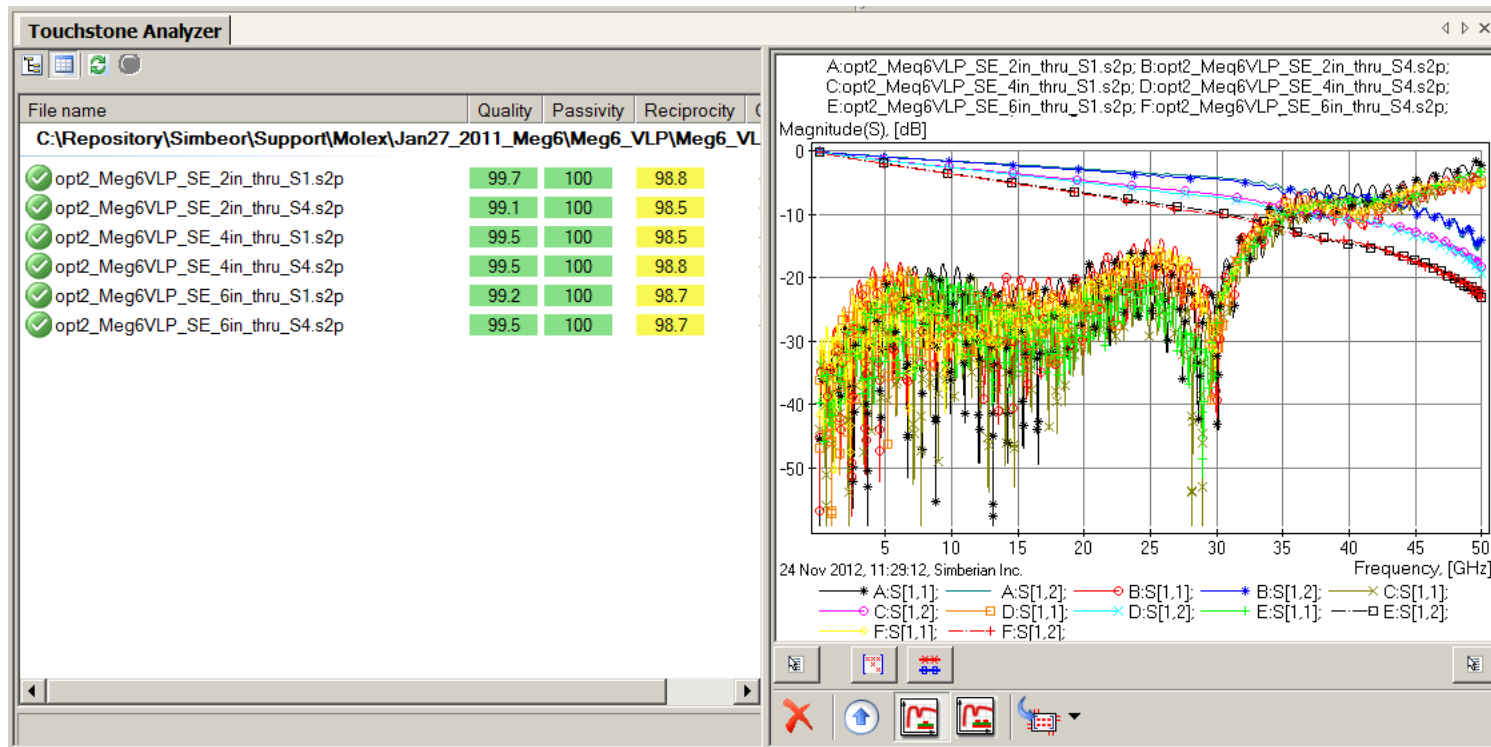 Touchstone Analyzer
File name Quality Passivity Reciprocity
C:\Repository\Simbeor\Support\Molex\Jan27_2011_Meg6\Meg6_VLP\Meg6_VL
opt2_Meg6VLP_SE_2in_thru_S1.s2p 99.7 100 98.8
opt2_Meg6VLP_SE_2in_thru_S4.s2p 99.1 100 98.5
opt2_Meg6VLP_SE_4in_thru_S1.s2p 99.5 100 98.5
opt2_Meg6VLP_SE_4in_thru_S4.s2p 99.5 100 98.8
opt2_Meg6VLP_SE_6in_thru_S1.s2p 99.2 100 98.7
opt2_Meg6VLP_SE_6in_thru_S4.s2p 99.5 100 98.7
A:opt2_Meg6VLP_SE_2in_thru_S1.s2p; B:opt2_Meg6VLP_SE_2in_thru_S4.s2p;
C:opt2_Meg6VLP_SE_4in_thru_S1.s2p; D:opt2_Meg6VLP_SE_4in_thru_S4.s2p;
E:opt2_Meg6VLP_SE_6in_thru_S1.s2p; F:opt2_Meg6VLP_SE_6in_thru_S4.s2p;
Magnitude(S), [dB]
0
-10
-20
-30
-40
-50
5 10 15 20 25 30 35 40 45 50
24 Nov 2012, 11:29:12, Simberian Inc. Frequency, [GHz]
A:S[1,1]; A:S[1,2]; B:S[1,1]; B:S[1,2]; C:S[1,1];
C:S[1,2]; D:S[1,1]; D:S[1,2]; E:S[1,1]; E:S[1,2];
F:S[1,1]; F:S[1,2];